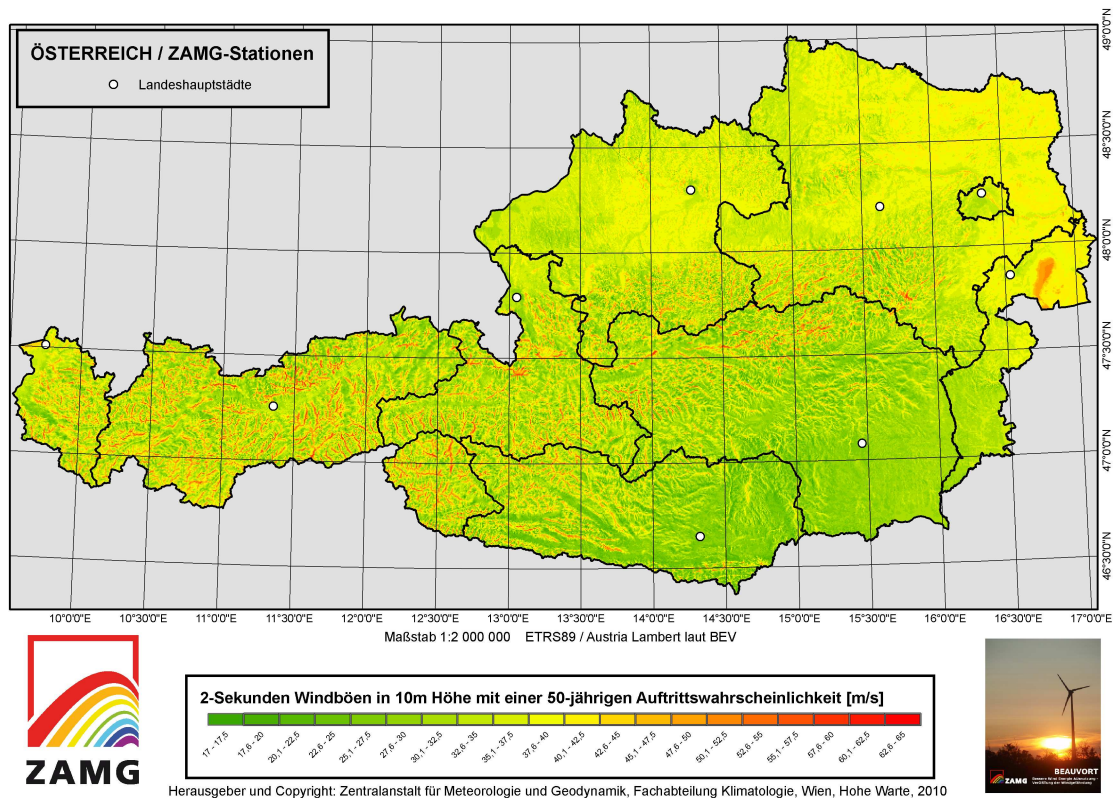 ÖSTERREICH / ZAMG-Stationen
Landeshauptstädte
49°0'0"N
48°30'0"N
48°0'0"N
47°30'0"N
47°0'0"N
46°30'0"N
10°0'0"E 10°30'0"E 11°0'0"E 11°30'0"E 12°0'0"E 12°30'0"E 13°0'0"E 13°30'0"E 14°0'0"E 14°30'0"E 15°0'0"E 15°30'0"E 16°0'0"E 16°30'0"E 17°0'0"E
Maßstab 1:2 000 000 ETRS89 / Austria Lambert laut BEV
2-Sekunden Windböen in 10m Höhe mit einer 50-jährigen Auftrittswahrscheinlichkeit [m/s]
17 - 17,5 17,6 - 20 20,1 - 22,5 22,6 - 25 25,1 - 27,5 27,6 - 30 30,1 - 32,5 32,6 - 35 35,1 - 37,5 37,6 - 40 40,1 - 42,5 42,6 - 45 45,1 - 47,5 47,6 - 50 50,1 - 52,5 52,6 - 55 55,1 - 57,5 57,6 - 60 60,1 - 62,5 62,6 - 65
ZAMG
ZAMG
BEAUVORT
Herausgeber und Copyright: Zentralanstalt für Meteorologie und Geodynamik, Fachabteilung Klimatologie, Wien, Hohe Warte, 2010